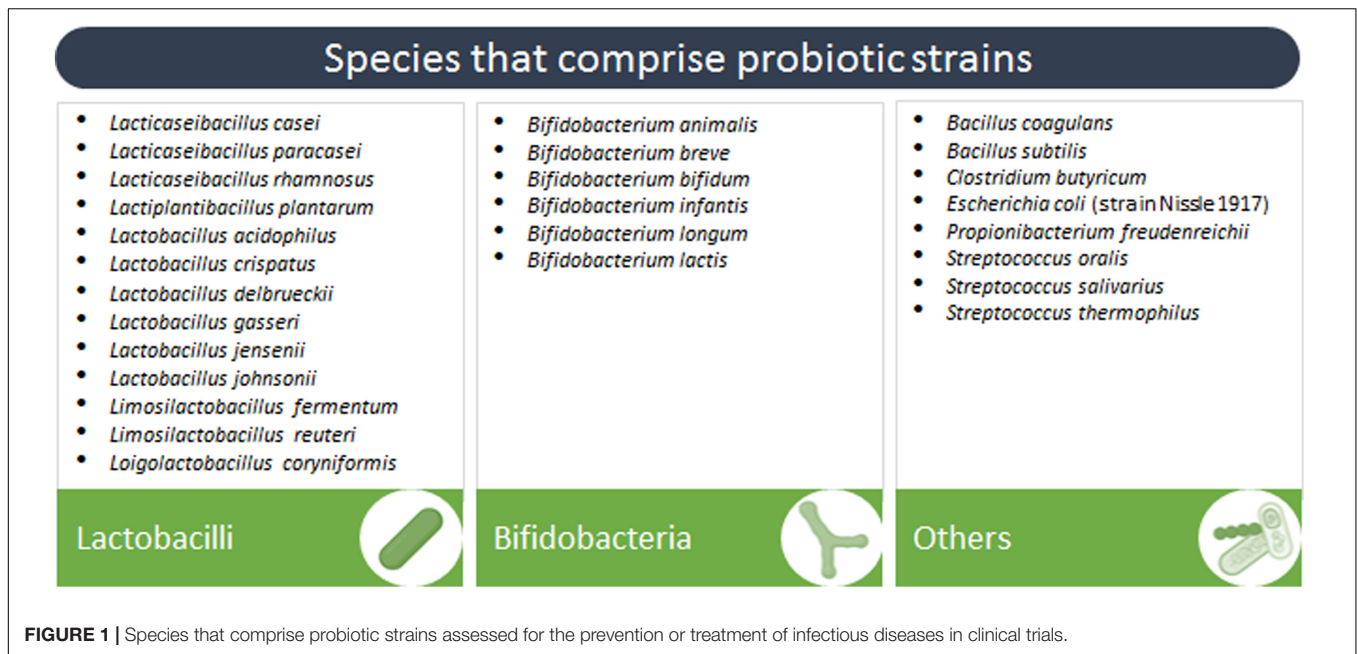 Species that comprise probiotic strains
• Lacticaseibacillus casei
• Lacticaseibacillus paracasei
• Lacticaseibacillus rhamnosus
• Lactiplantibacillus plantarum
• Lactobacillus acidophilus
• Lactobacillus crispatus
• Lactobacillus delbrueckii
• Lactobacillus gasseri
• Lactobacillus jensenii
• Lactobacillus johnsonii
• Limosilactobacillus fermentum
• Limosilactobacillus reuteri
• Loigolactobacillus coryniformis
Lactobacilli
• Bifidobacterium animalis
• Bifidobacterium breve
• Bifidobacterium bifidum
• Bifidobacterium infantis
• Bifidobacterium longum
• Bifidobacterium lactis
Bifidobacteria
• Bacillus coagulans
• Bacillus subtilis
• Clostridium butyricum
• Escherichia coli (strain Nissle 1917)
• Propionibacterium freudenreichii
• Streptococcus oralis
• Streptococcus salivarius
• Streptococcus thermophilus
Others
FIGURE 1 | Species that comprise probiotic strains assessed for the prevention or treatment of infectious diseases in clinical trials.